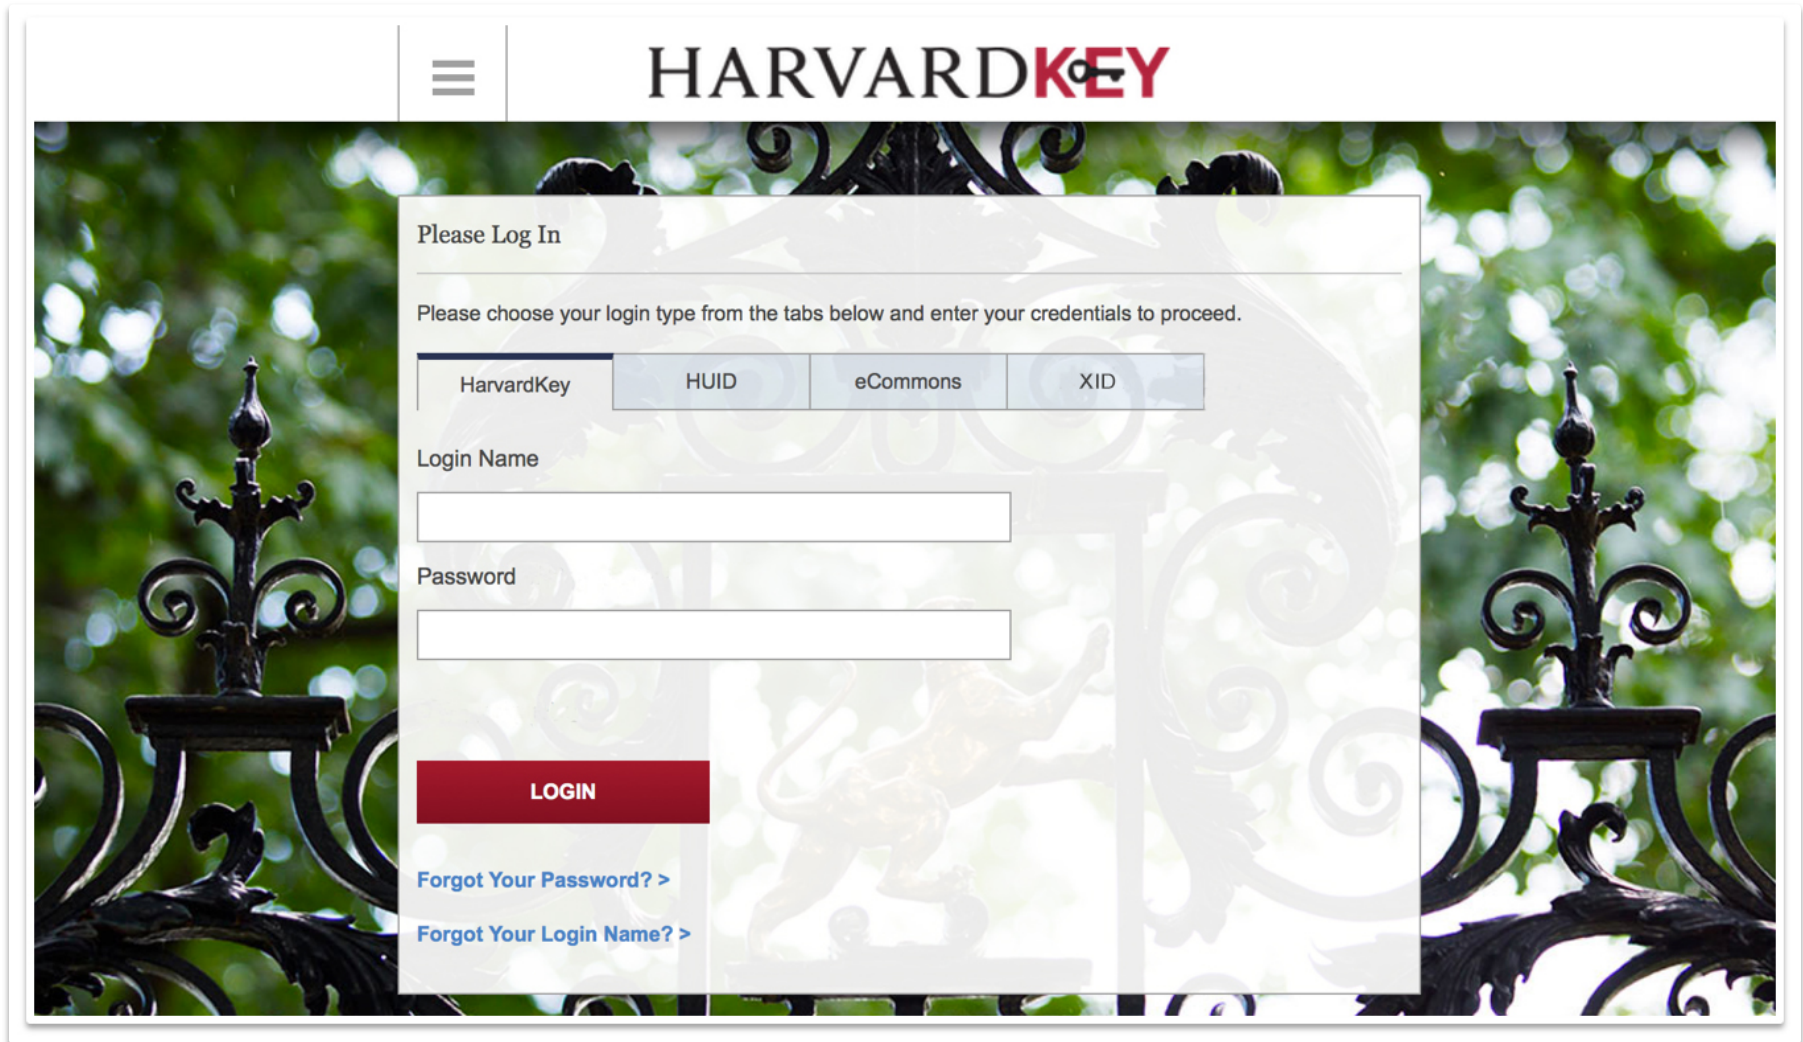 HARVARDKEY
Please Log In
Please choose your login type from the tabs below and enter your credentials to proceed.
HarvardKey HUID eCommons XID
Login Name
Password
LOGIN
Forgot Your Password? >
Forgot Your Login Name? >